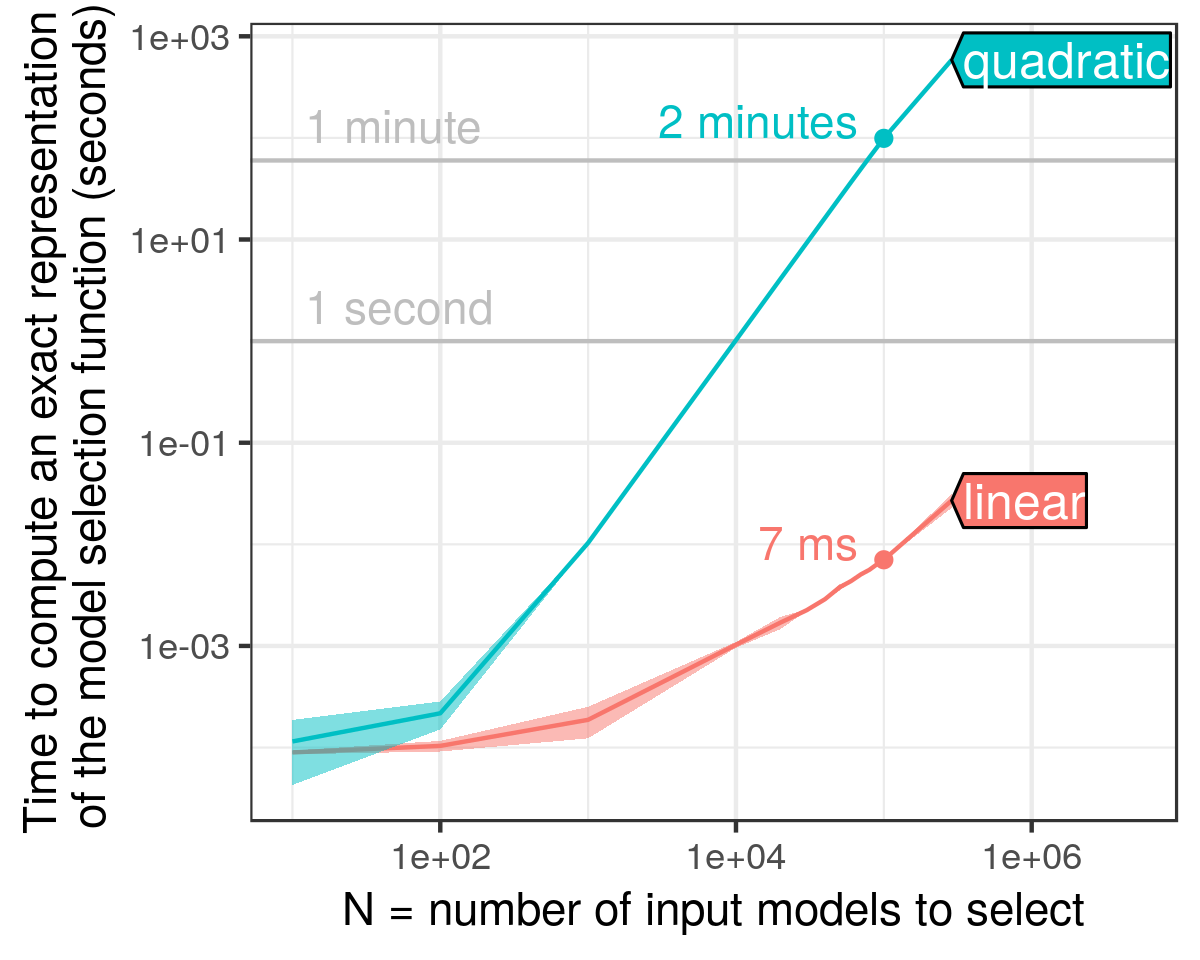 Time to compute an exact representation
of the model selection function (seconds)
1e+03
1e+01
1e-01
1e-03
quadratic
1 minute
2 minutes
1 second
linear
7 ms
1e+02
1e+04
1e+06
N = number of input models to select